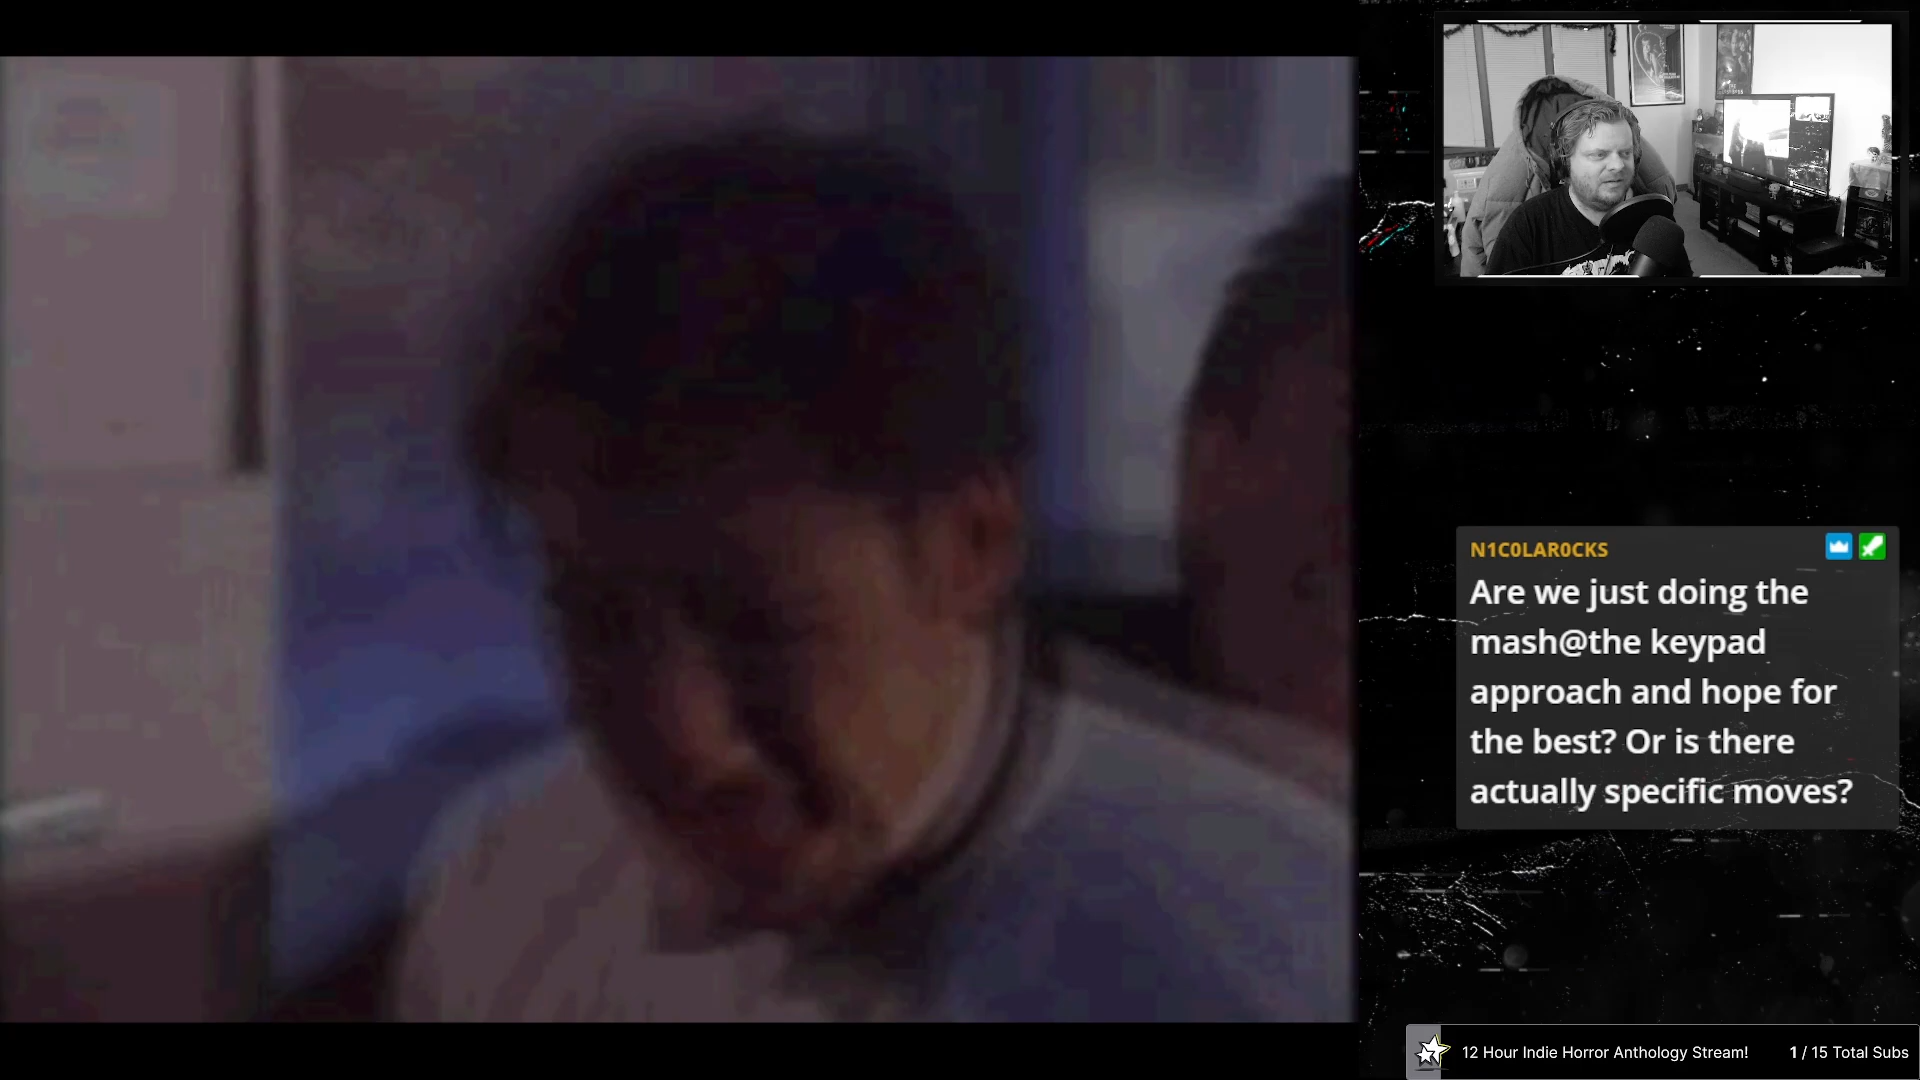 N1C0LAR0CKS
Are we just doing the
mash@the keypad
approach and hope for
the best? Or is there
actually specific moves?
12 Hour Indie Horror Anthology Stream! 1 / 15 Total Subs